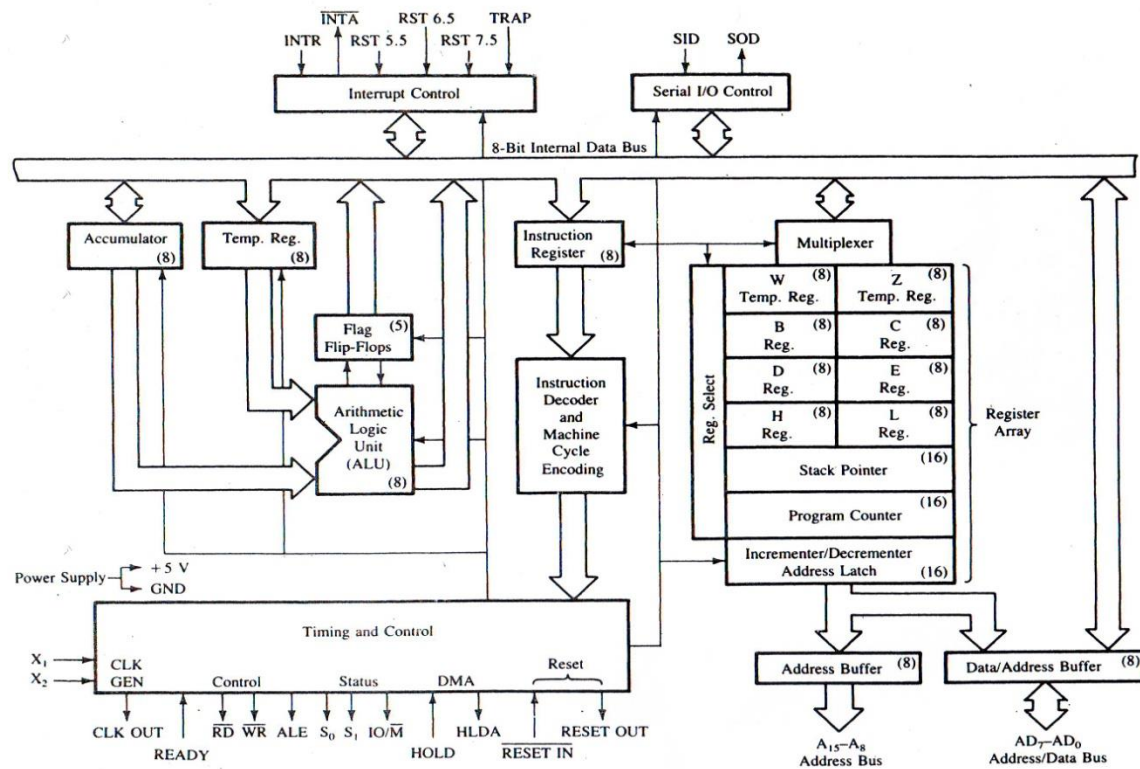 INTA
RST 6.5
TRAP
INTR
RST 5.5
RST 7.5
SID
SOD
Interrupt Control
Serial I/O Control
8-Bit Internal Data Bus
Accumulator
(8)
Temp. Reg.
(8)
Instruction
Register
(8)
Multiplexer
Flag
(5)
Flip-Flops
Arithmetic
Logic
Unit
(ALU)
(8)
Instruction
Decoder
and
Machine
Cycle
Encoding
Reg. Select
W (8)
Temp. Reg.
Z (8)
Temp. Reg.
B (8)
Reg.
C (8)
Reg.
D (8)
Reg.
E (8)
Reg.
H (8)
Reg.
L (8)
Reg.
Stack Pointer (16)
Program Counter (16)
Incrementer/Decrementer
Address Latch (16)
Register
Array
Power Supply
+5 V
GND
Timing and Control
X₁
X₂
CLK
GEN
Control
Status
DMA
Reset
CLK OUT
READY
RD
WR
ALE
S₀
S₁
IO/M
HOLD
HLDA
RESET IN
RESET OUT
Address Buffer (8)
Data/Address Buffer (8)
A₁₅–A₈
Address Bus
AD₇–AD₀
Address/Data Bus